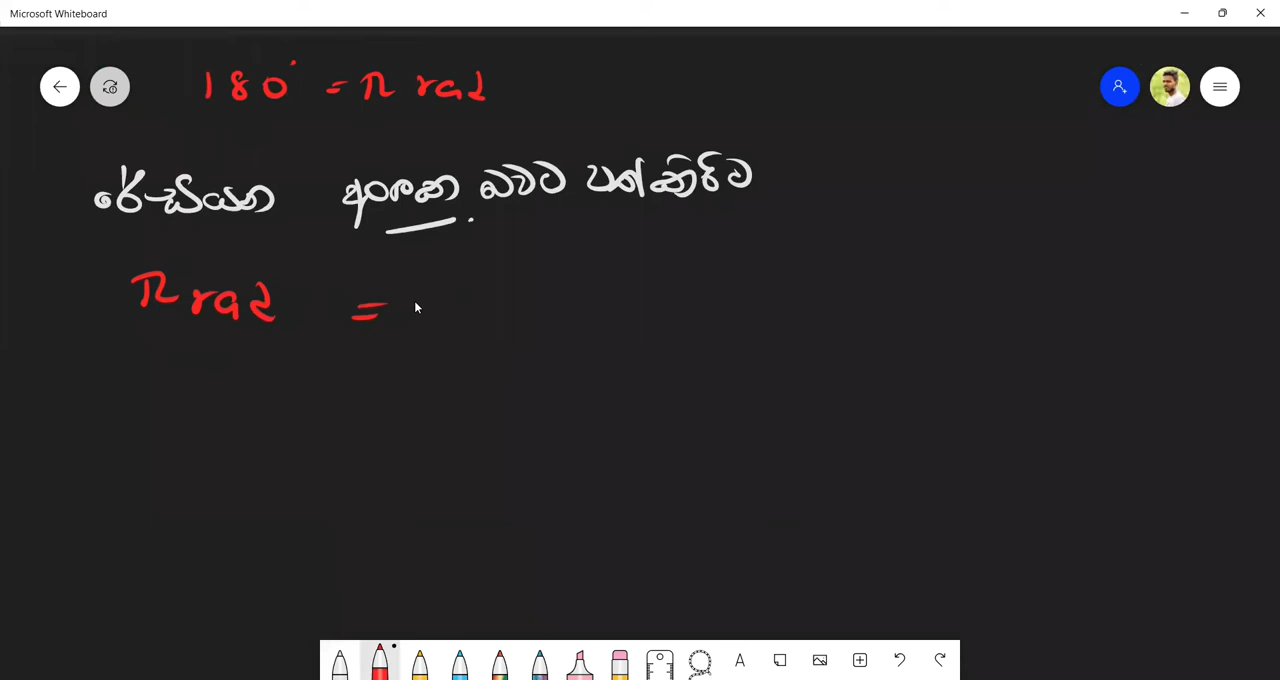 Microsoft Whiteboard
180° = π rad
රේඩියන අංශක බවට පත්කිරීම
π rad =
A